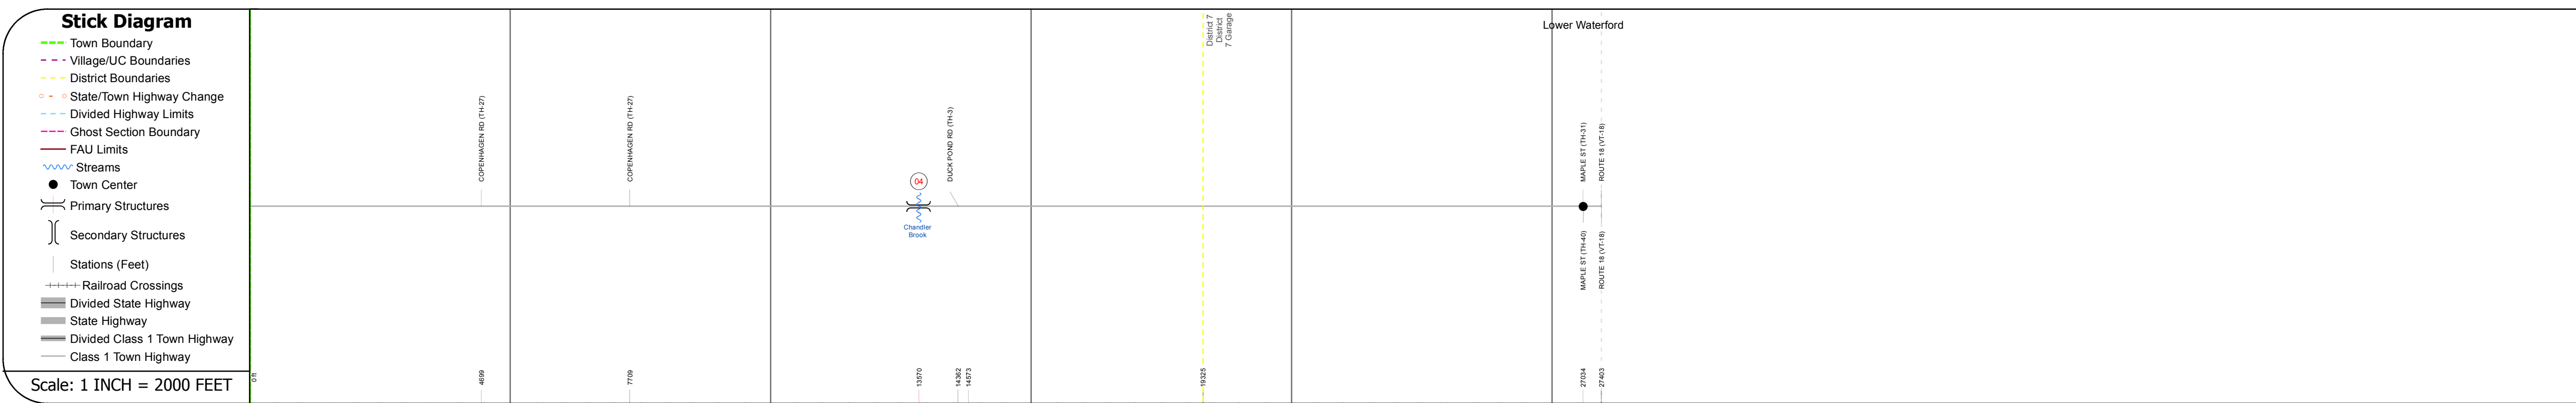 Stick Diagram
Town Boundary
Village/UC Boundaries
District Boundaries
State/Town Highway Change
Divided Highway Limits
Ghost Section Boundary
FAU Limits
Streams
Town Center
Primary Structures
Secondary Structures
Stations (Feet)
Railroad Crossings
Divided State Highway
State Highway
Divided Class 1 Town Highway
Class 1 Town Highway
Scale: 1 INCH = 2000 FEET
COPENHAGEN RD (TH-27)
COPENHAGEN RD (TH-27)
04
Chandler
Brook
DUCK POND RD (TH-3)
District 7
District
7 Garage
Lower Waterford
MAPLE ST (TH-31)
ROUTE 18 (VT-18)
MAPLE ST (TH-40)
ROUTE 18 (VT-18)
0 ft
4699
7709
13570
14362
14573
19325
27034
27403